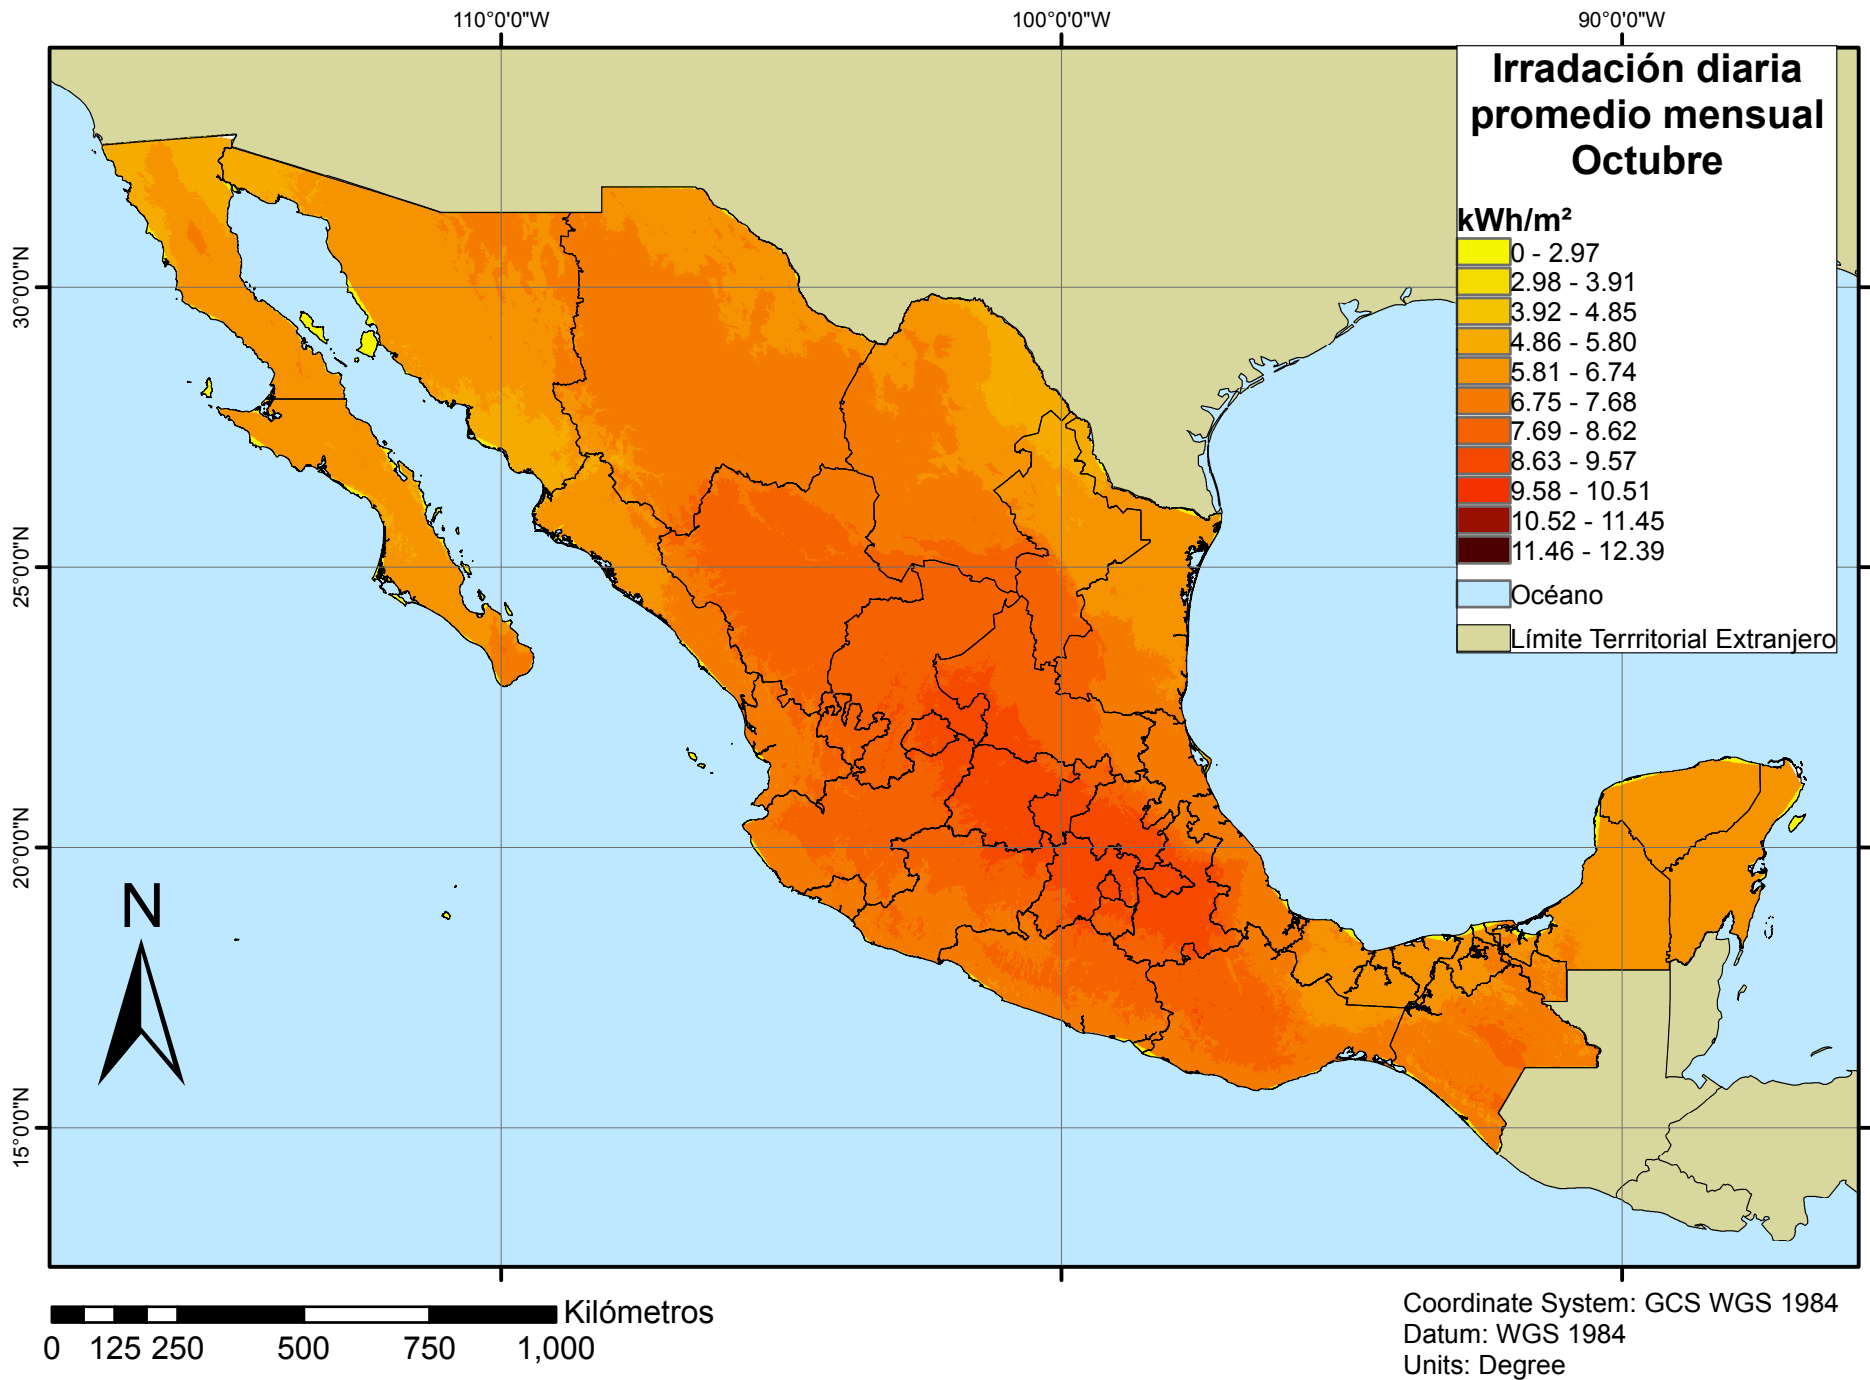 110°0'0"W
100°0'0"W
90°0'0"W
Irradación diaria
promedio mensual
Octubre
kWh/m²
0 - 2.97
2.98 - 3.91
3.92 - 4.85
4.86 - 5.80
5.81 - 6.74
6.75 - 7.68
7.69 - 8.62
8.63 - 9.57
9.58 - 10.51
10.52 - 11.45
11.46 - 12.39
Océano
Límite Terrritorial Extranjero
30°0'0"N
25°0'0"N
20°0'0"N
15°0'0"N
N
Kilómetros
0 125 250 500 750 1,000
Coordinate System: GCS WGS 1984
Datum: WGS 1984
Units: Degree